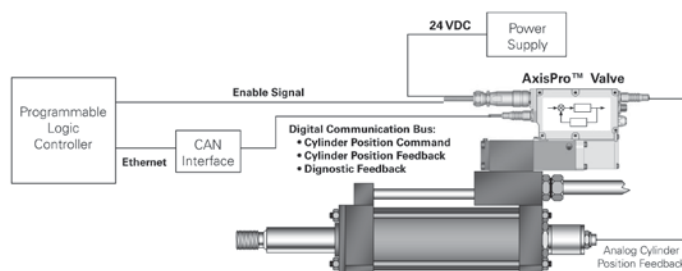 24 VDC
Power
Supply
AxisPro™ Valve
Enable Signal
Programmable
Logic
Controller
Ethernet
CAN
Interface
Digital Communication Bus:
• Cylinder Position Command
• Cylinder Position Feedback
• Dignostic Feedback
Analog Cylinder
Position Feedback